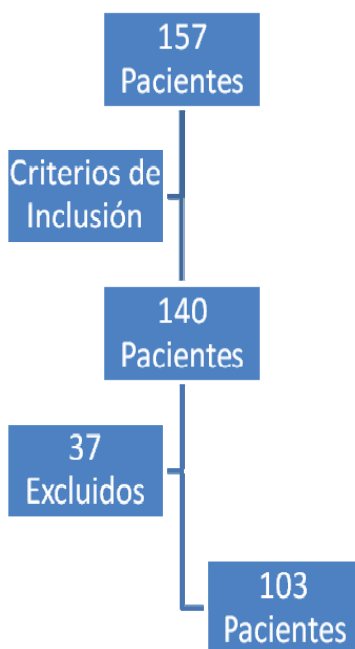 157
Pacientes
Criterios de
Inclusión
140
Pacientes
37
Excluidos
103
Pacientes